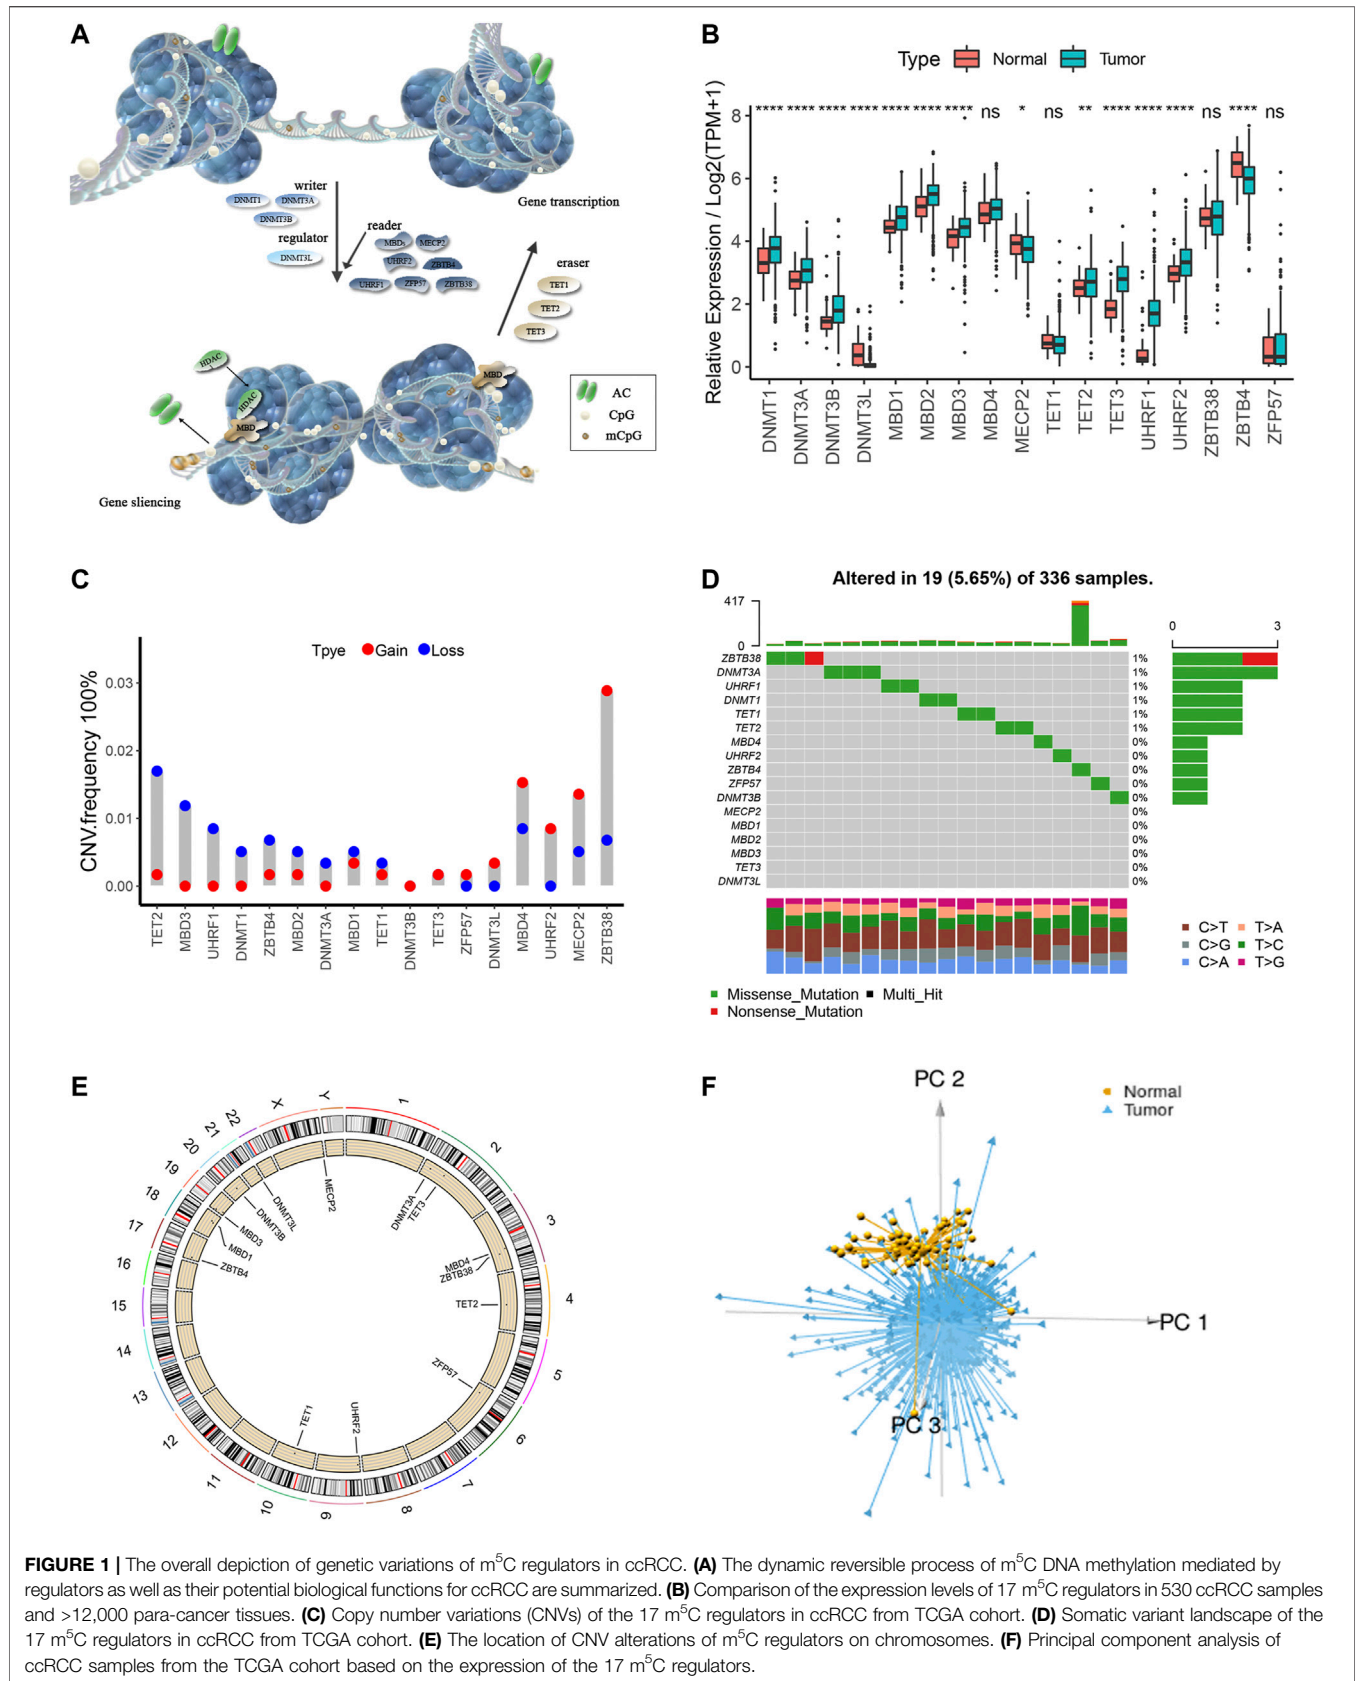 A
writer
DNMT1
DNMT3A
DNMT3B
regulator
DNMT3L
reader
MBDs
MECP2
UHRF2
ZBTB4
UHRF1
ZFP57
ZBTB38
Gene transcription
eraser
TET1
TET2
TET3
HDAC
HDAC
MBD
MBD
AC
CpG
mCpG
Gene sliencing
B
Type Normal Tumor
Relative Expression / Log2(TPM+1)
8
6
4
2
0
**** **** **** **** **** **** **** ns * ns ** **** **** **** ns **** ns
DNMT1
DNMT3A
DNMT3B
DNMT3L
MBD1
MBD2
MBD3
MBD4
MECP2
TET1
TET2
TET3
UHRF1
UHRF2
ZBTB38
ZBTB4
ZFP57
C
Tpye Gain Loss
CNV.frequency 100%
0.03
0.02
0.01
0.00
TET2
MBD3
UHRF1
DNMT1
ZBTB4
MBD2
DNMT3A
MBD1
TET1
DNMT3B
TET3
ZFP57
DNMT3L
MBD4
UHRF2
MECP2
ZBTB38
D
Altered in 19 (5.65%) of 336 samples.
417
0
0 3
ZBTB38 1%
DNMT3A 1%
UHRF1 1%
DNMT1 1%
TET1 1%
TET2 1%
MBD4 0%
UHRF2 0%
ZBTB4 0%
ZFP57 0%
DNMT3B 0%
MECP2 0%
MBD1 0%
MBD2 0%
MBD3 0%
TET3 0%
DNMT3L 0%
C>T T>A
C>G T>C
C>A T>G
Missense_Mutation Multi_Hit
Nonsense_Mutation
E
1
2
3
4
5
6
7
8
9
10
11
12
13
14
15
16
17
18
19
20
21
22
X
Y
DNMT3A
TET3
MBD4
ZBTB38
TET2
ZFP57
UHRF2
TET1
ZBTB4
MBD1
MBD3
DNMT3B
DNMT3L
MECP2
F
PC 2
Normal
Tumor
PC 1
PC 3
FIGURE 1 | The overall depiction of genetic variations of m⁵C regulators in ccRCC. (A) The dynamic reversible process of m⁵C DNA methylation mediated by
regulators as well as their potential biological functions for ccRCC are summarized. (B) Comparison of the expression levels of 17 m⁵C regulators in 530 ccRCC samples
and >12,000 para-cancer tissues. (C) Copy number variations (CNVs) of the 17 m⁵C regulators in ccRCC from TCGA cohort. (D) Somatic variant landscape of the
17 m⁵C regulators in ccRCC from TCGA cohort. (E) The location of CNV alterations of m⁵C regulators on chromosomes. (F) Principal component analysis of
ccRCC samples from the TCGA cohort based on the expression of the 17 m⁵C regulators.